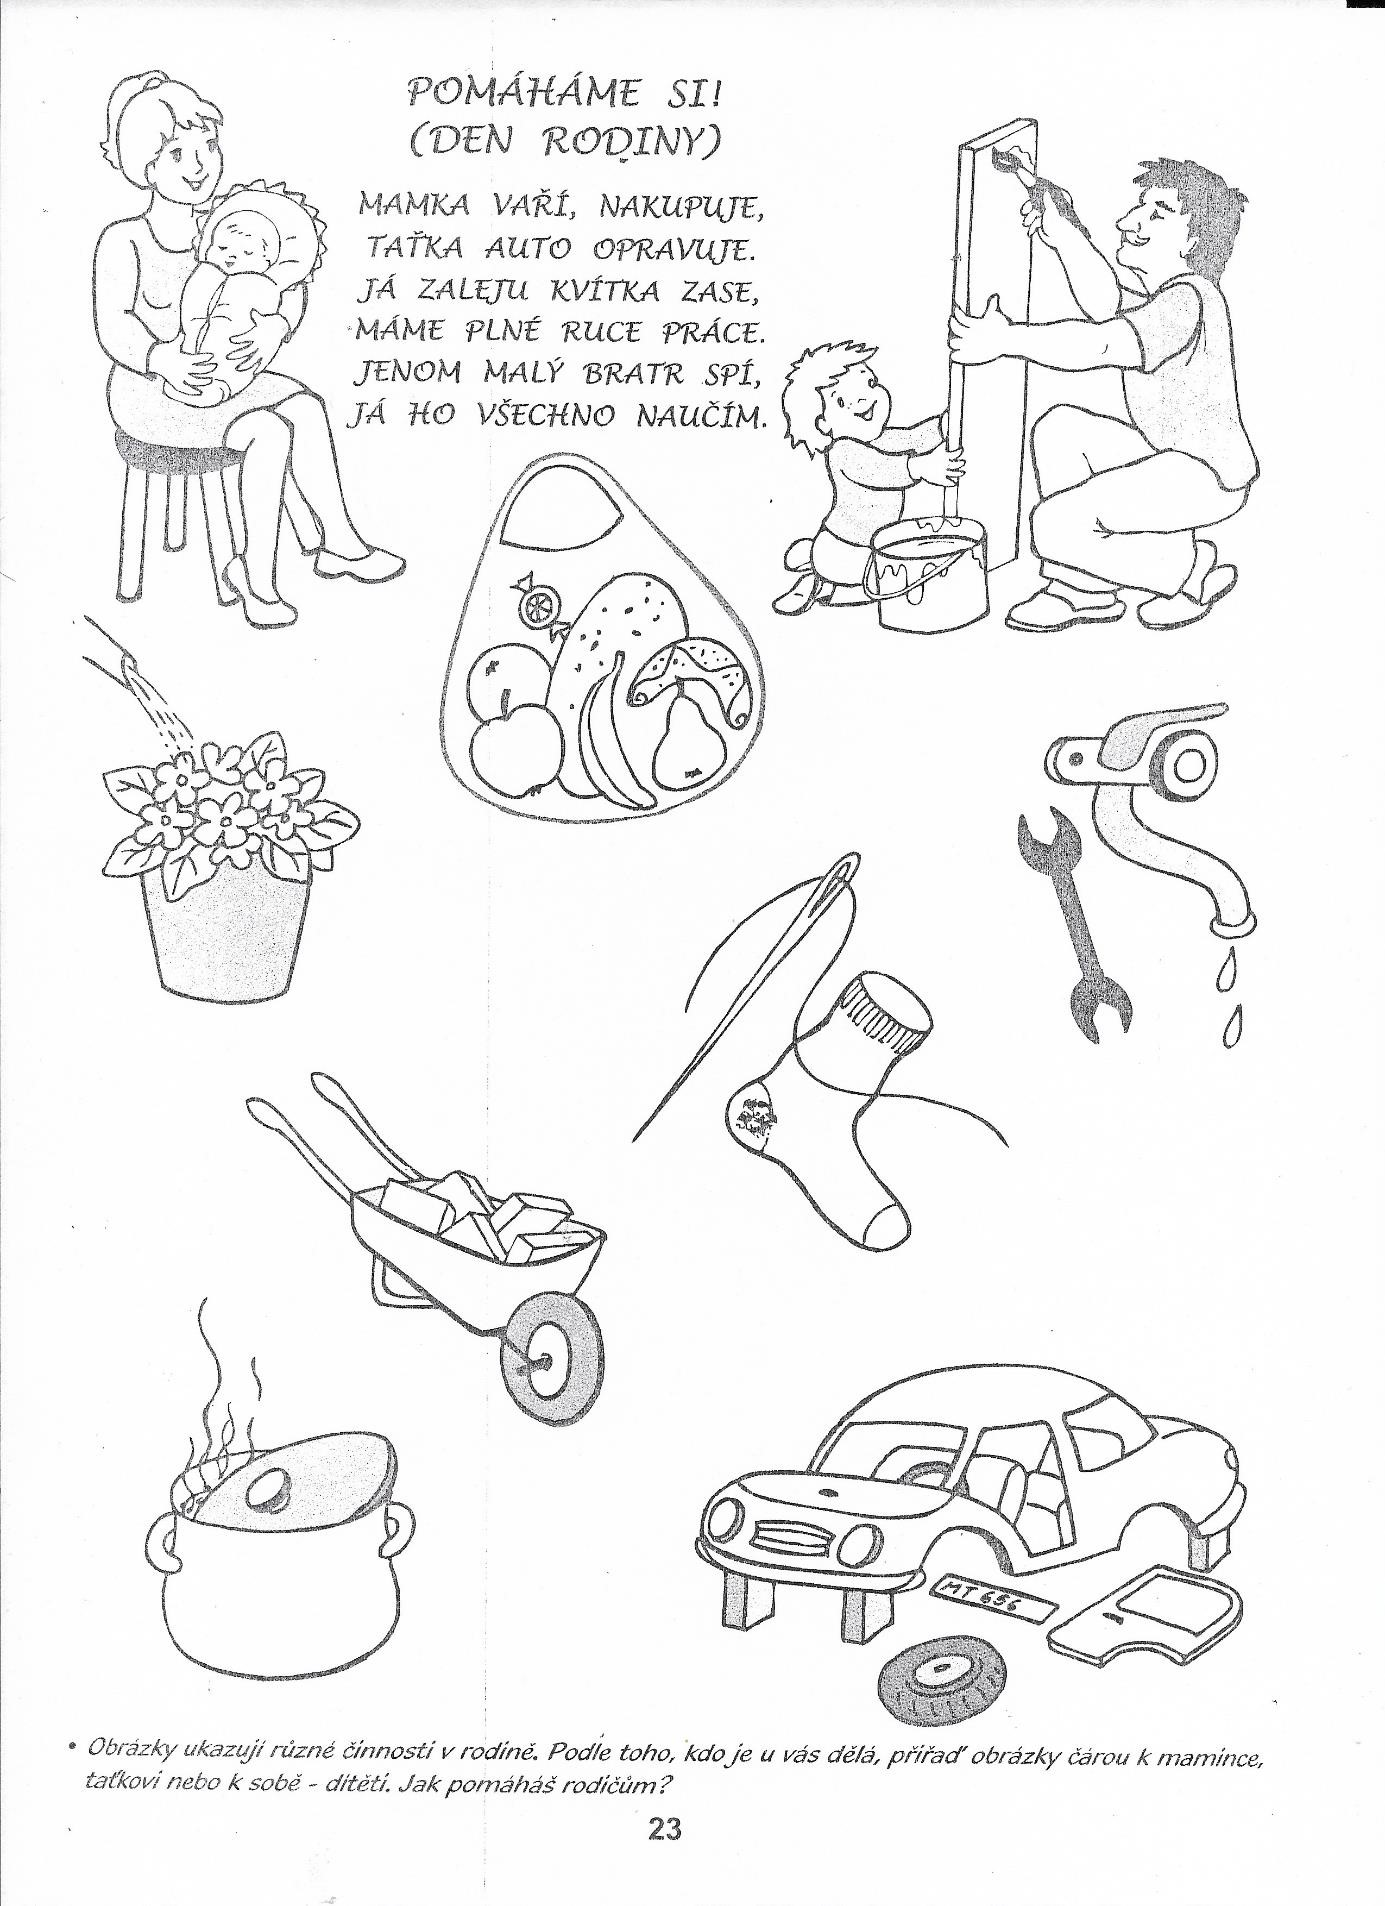 POMÁHÁME SI!
(DEN RODINY)
MAMKA VAŘÍ, NAKUPUJE,
TAŤKA AUTO OPRAVUJE.
JÁ ZALEJU KVÍTKA ZASE,
MÁME PLNÉ RUCE PRÁCE.
JENOM MALÝ BRATR SPÍ,
JÁ HO VŠECHNO NAUČÍM.
MT 656
• Obrázky ukazují různé činnosti v rodině. Podle toho, kdo je u vás dělá, přiřaď obrázky čárou k mamince,
taťkovi nebo k sobě - dítěti. Jak pomáháš rodičům?
23